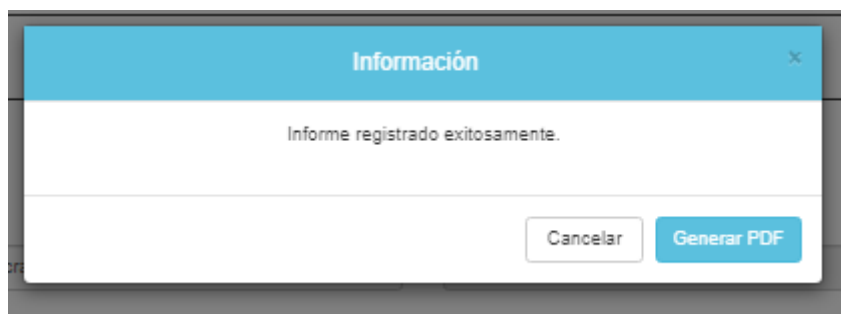 Información
×
Informe registrado exitosamente.
Cancelar
Generar PDF